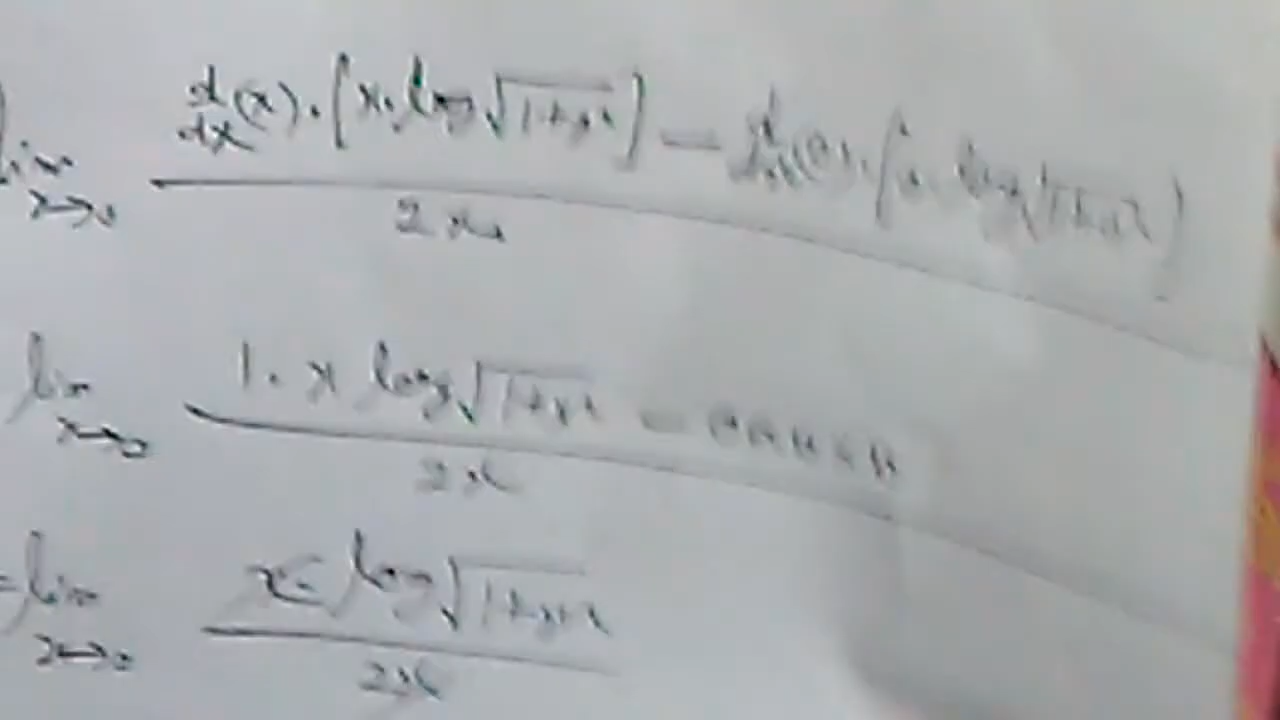 lim x→0 d/dx(x).[x.log√1+x²] — d/dx(0).[x.log√1+x²] / 2x
lim x→0 1.x log√1+x² — / 2x
=lim x→0 x log√1+x² / 2x